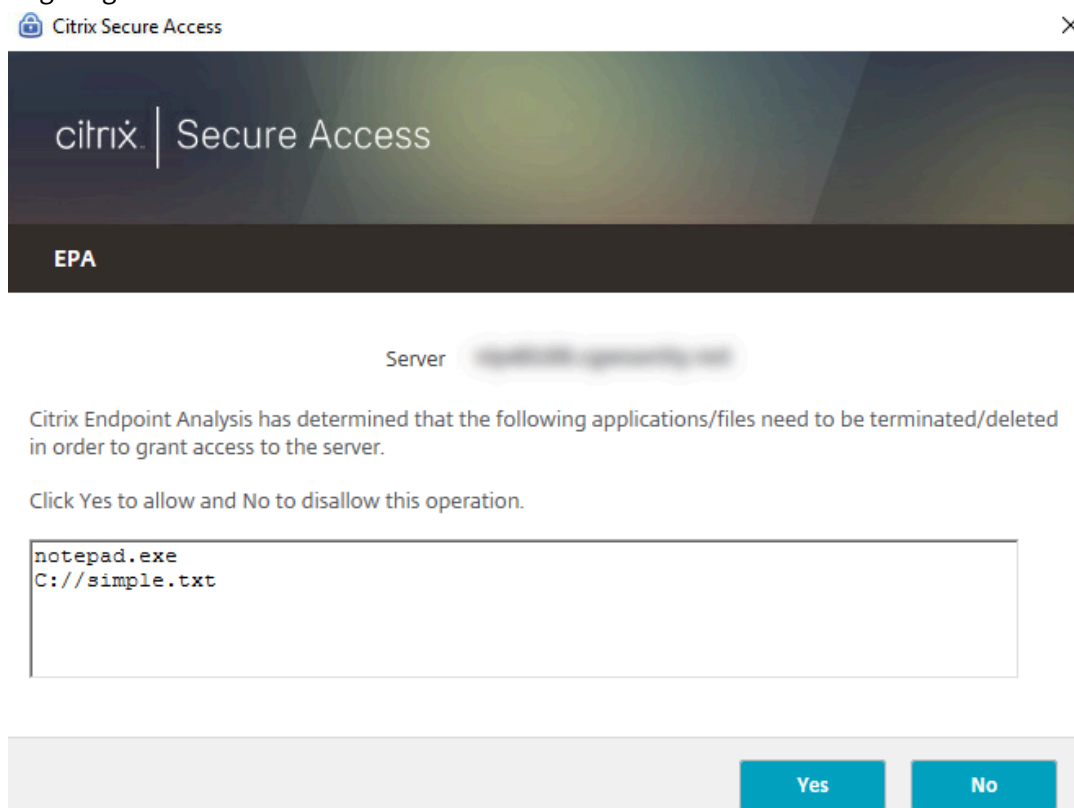 Citrix Secure Access
citrix. | Secure Access
EPA
Server
Citrix Endpoint Analysis has determined that the following applications/files need to be terminated/deleted
in order to grant access to the server.
Click Yes to allow and No to disallow this operation.
notepad.exe
C://simple.txt
Yes No